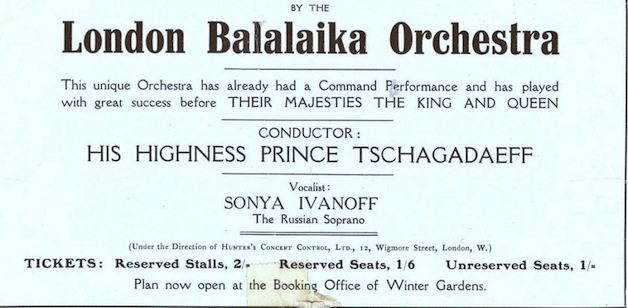 BY THE
London Balalaika Orchestra
This unique Orchestra has already had a Command Performance and has played
with great success before THEIR MAJESTIES THE KING AND QUEEN
CONDUCTOR:
HIS HIGHNESS PRINCE TSCHAGADAEFF
Vocalist:
SONYA IVANOFF
The Russian Soprano
(Under the Direction of HUNTER'S CONCERT CONTROL, LTD., 12, Wigmore Street, London, W.)
TICKETS: Reserved Stalls, 2/- Reserved Seats, 1/6 Unreserved Seats, 1/-
Plan now open at the Booking Office of Winter Gardens.